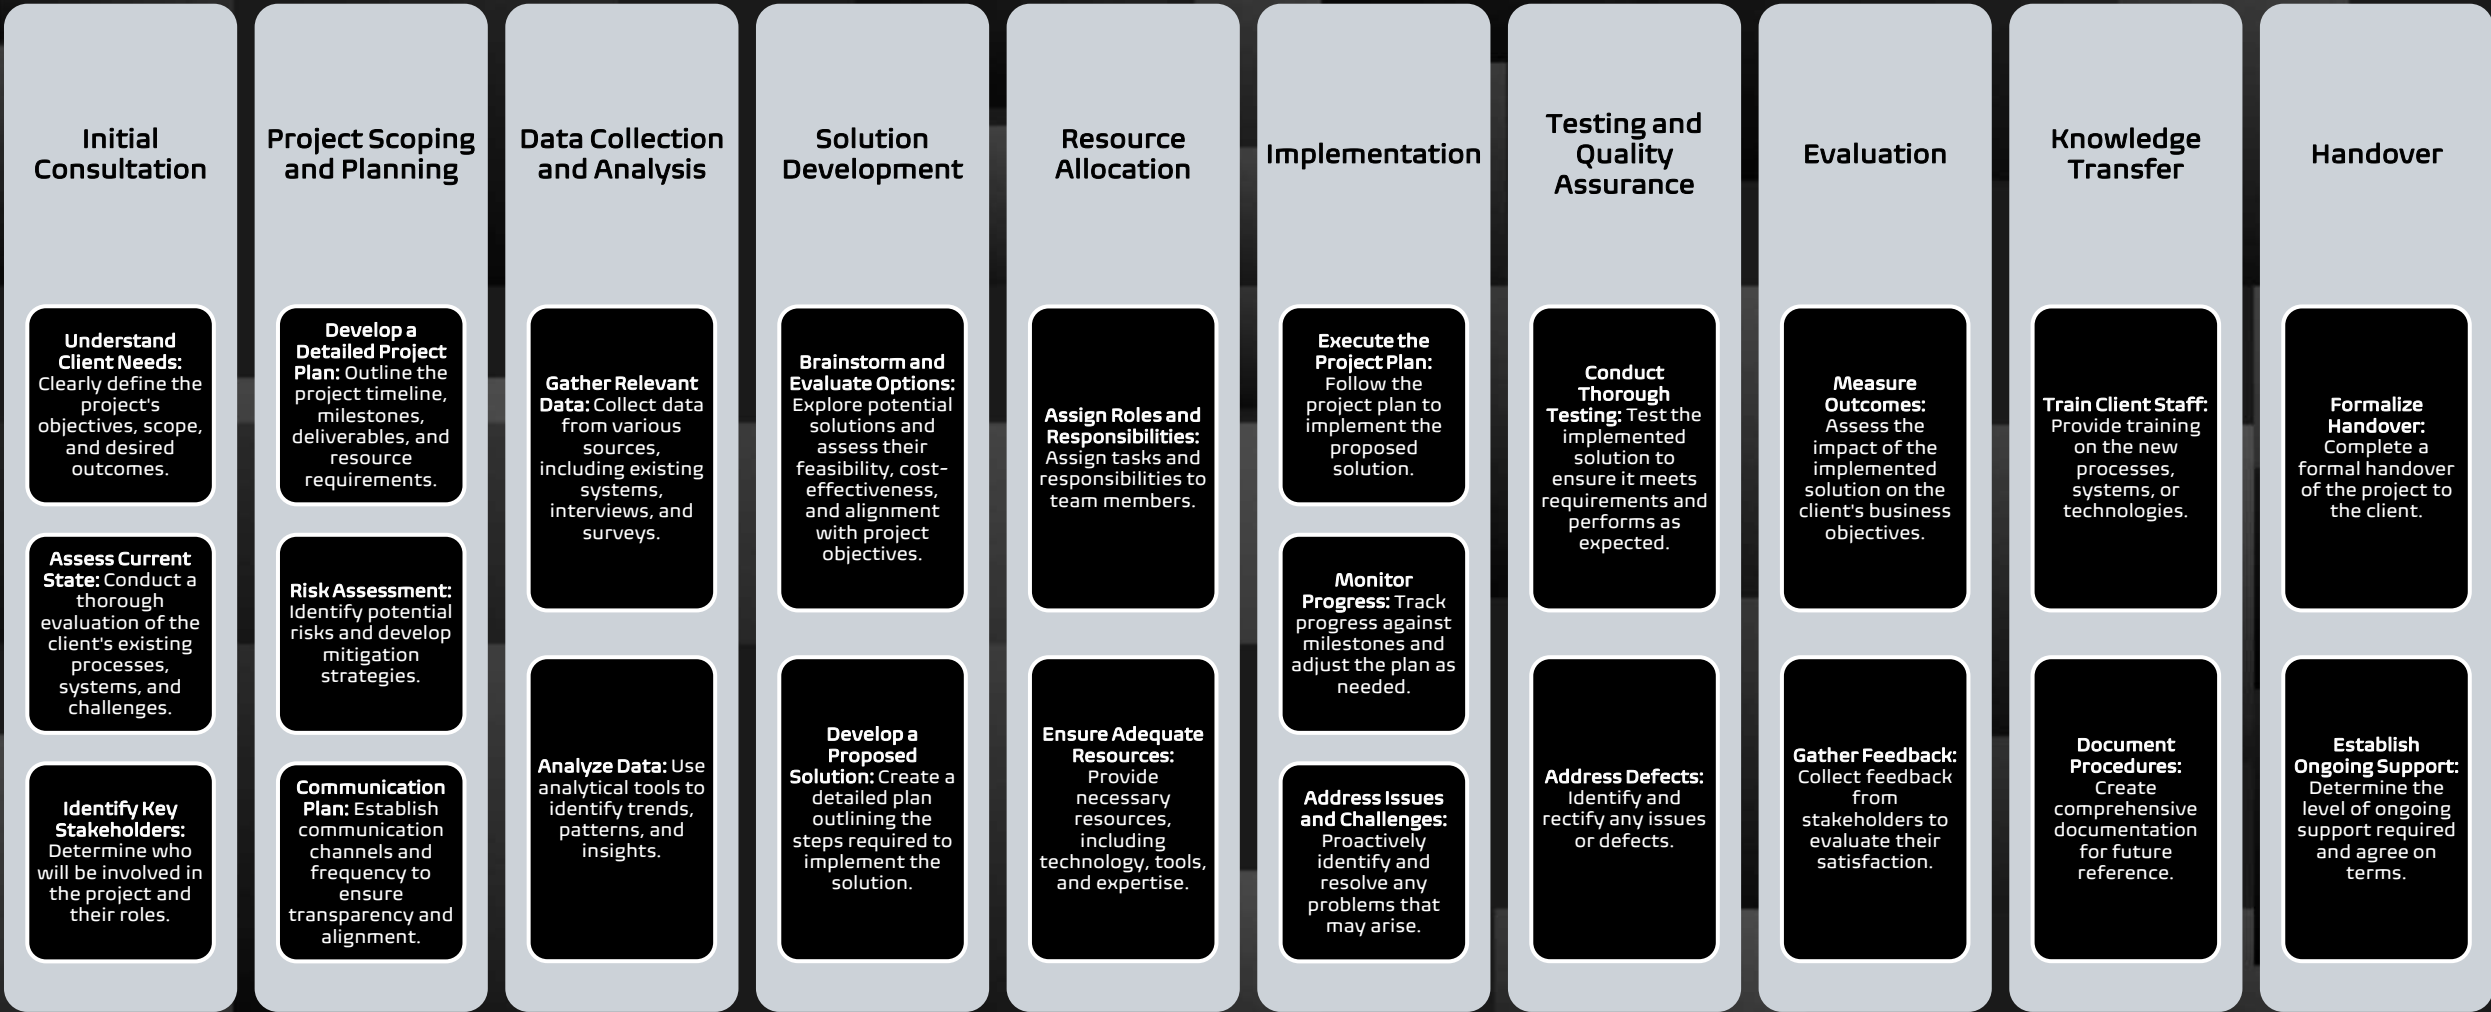 Initial
Consultation
Understand
Client Needs:
Clearly define the
project's
objectives, scope,
and desired
outcomes.
Assess Current
State: Conduct a
thorough
evaluation of the
client's existing
processes,
systems, and
challenges.
Identify Key
Stakeholders:
Determine who
will be involved in
the project and
their roles.
Project Scoping
and Planning
Develop a
Detailed Project
Plan: Outline the
project timeline,
milestones,
deliverables, and
resource
requirements.
Risk Assessment:
Identify potential
risks and develop
mitigation
strategies.
Communication
Plan: Establish
communication
channels and
frequency to
ensure
transparency and
alignment.
Data Collection
and Analysis
Gather Relevant
Data: Collect data
from various
sources,
including existing
systems,
interviews, and
surveys.
Analyze Data: Use
analytical tools to
identify trends,
patterns, and
insights.
Solution
Development
Brainstorm and
Evaluate Options:
Explore potential
solutions and
assess their
feasibility, cost-
effectiveness,
and alignment
with project
objectives.
Develop a
Proposed
Solution: Create a
detailed plan
outlining the
steps required to
implement the
solution.
Resource
Allocation
Assign Roles and
Responsibilities:
Assign tasks and
responsibilities to
team members.
Ensure Adequate
Resources:
Provide
necessary
resources,
including
technology, tools,
and expertise.
Implementation
Execute the
Project Plan:
Follow the
project plan to
implement the
proposed
solution.
Monitor
Progress: Track
progress against
milestones and
adjust the plan as
needed.
Address Issues
and Challenges:
Proactively
identify and
resolve any
problems that
may arise.
Testing and
Quality
Assurance
Conduct
Thorough
Testing: Test the
implemented
solution to
ensure it meets
requirements and
performs as
expected.
Address Defects:
Identify and
rectify any issues
or defects.
Evaluation
Measure
Outcomes:
Assess the
impact of the
implemented
solution on the
client's business
objectives.
Gather Feedback:
Collect feedback
from
stakeholders to
evaluate their
satisfaction.
Knowledge
Transfer
Train Client Staff:
Provide training
on the new
processes,
systems, or
technologies.
Document
Procedures:
Create
comprehensive
documentation
for future
reference.
Handover
Formalize
Handover:
Complete a
formal handover
of the project to
the client.
Establish
Ongoing Support:
Determine the
level of ongoing
support required
and agree on
terms.